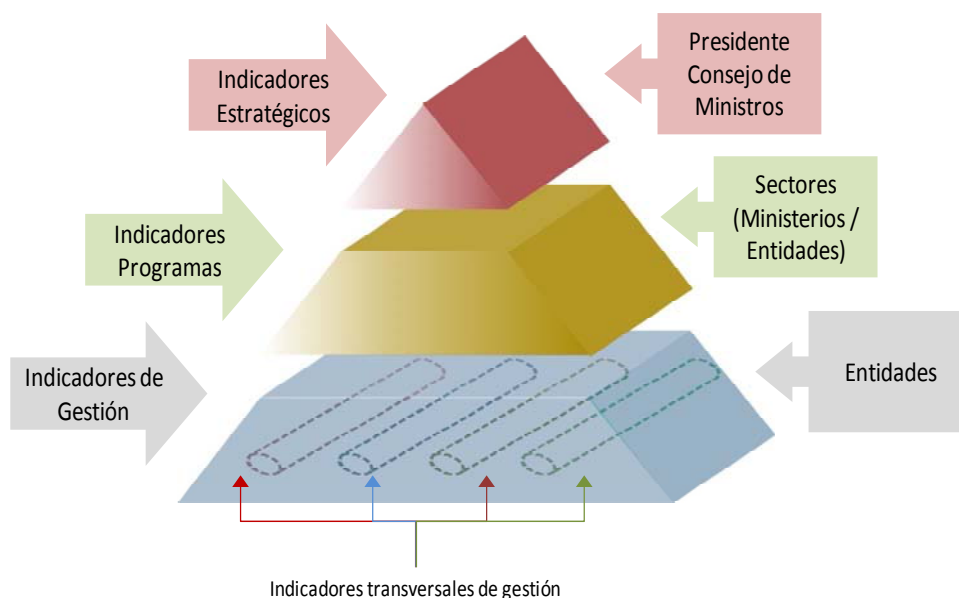 Indicadores
Estratégicos
Presidente
Consejo de
Ministros
Indicadores
Programas
Sectores
(Ministerios /
Entidades)
Indicadores de
Gestión
Entidades
Indicadores transversales de gestión